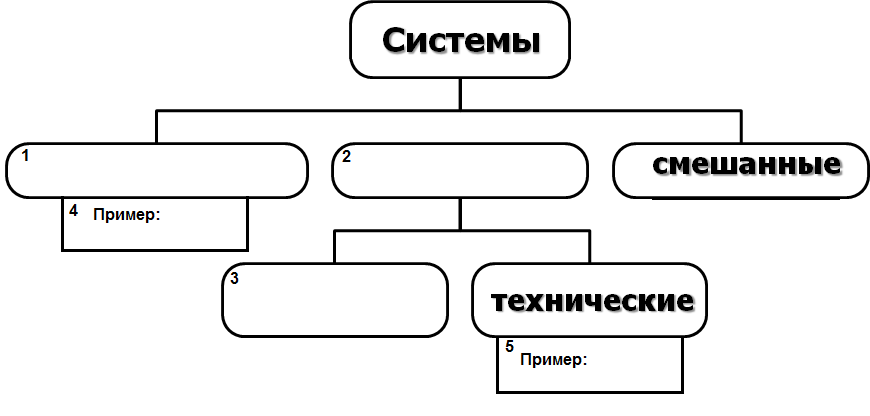 Системы
1
2
смешанные
4 Пример:
3
технические
5 Пример: